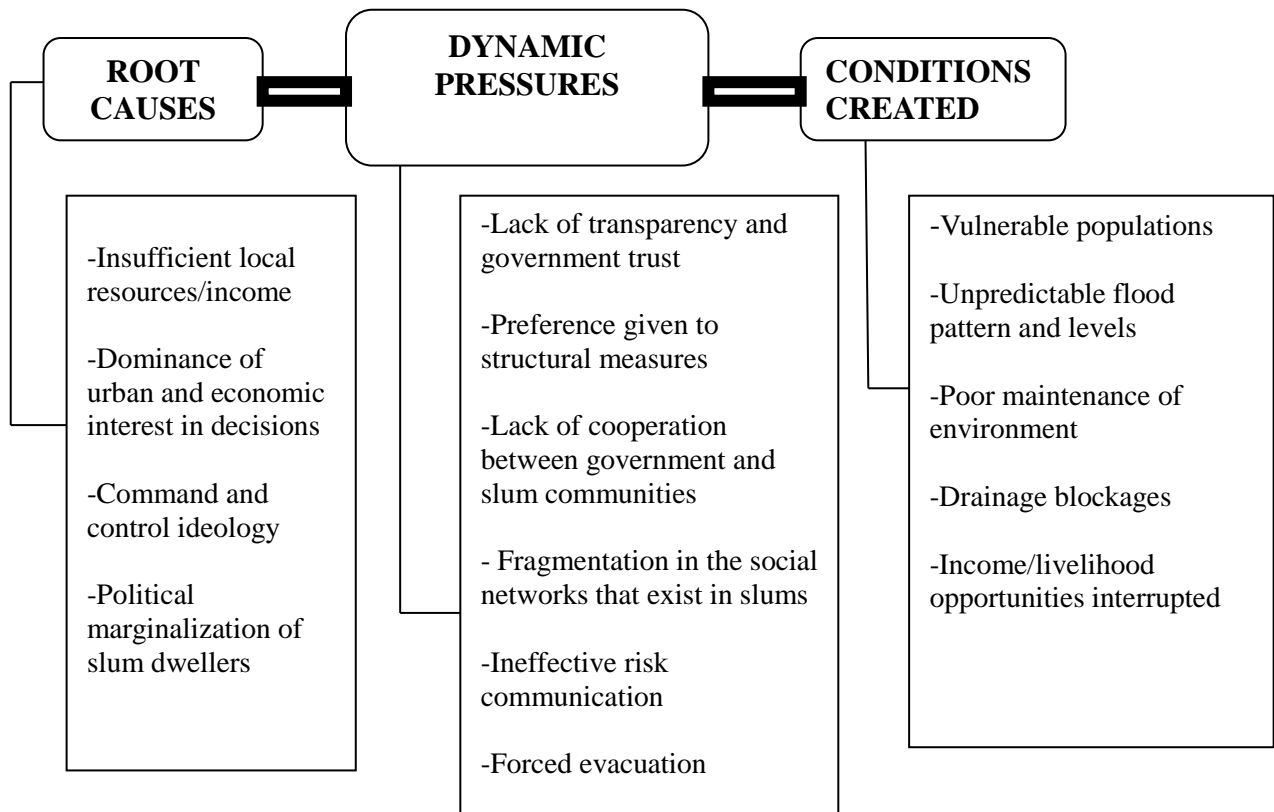 ROOT
CAUSES
DYNAMIC
PRESSURES
CONDITIONS
CREATED
-Insufficient local
resources/income
-Dominance of
urban and economic
interest in decisions
-Command and
control ideology
-Political
marginalization of
slum dwellers
-Lack of transparency and
government trust
-Preference given to
structural measures
-Lack of cooperation
between government and
slum communities
- Fragmentation in the social
networks that exist in slums
-Ineffective risk
communication
-Forced evacuation
-Vulnerable populations
-Unpredictable flood
pattern and levels
-Poor maintenance of
environment
-Drainage blockages
-Income/livelihood
opportunities interrupted